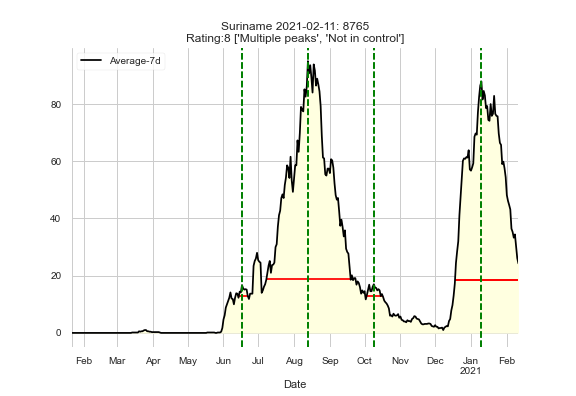 Suriname 2021-02-11: 8765
Rating:8 ['Multiple peaks', 'Not in control']
Average-7d
80
60
40
20
0
Feb Mar Apr May Jun Jul Aug Sep Oct Nov Dec Jan Feb
2021
Date